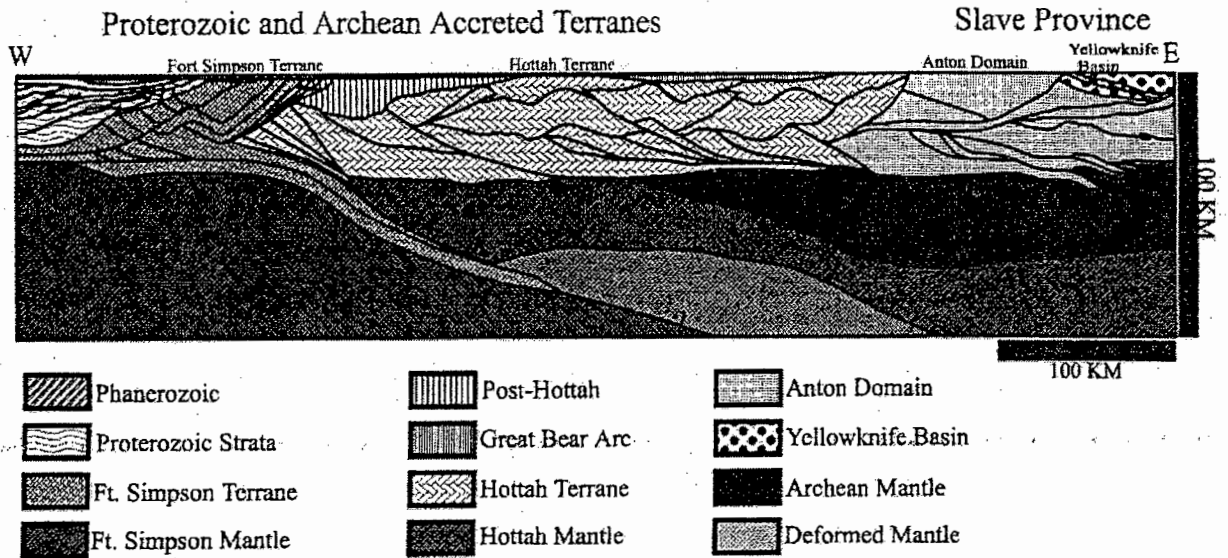 Proterozoic and Archean Accreted Terranes
Slave Province
W
Fort Simpson Terrane
Hottah Terrane
Anton Domain
Yellowknife
Basin
E
100 KM
100 KM
Phanerozoic
Post-Hottah
Anton Domain
Proterozoic Strata
Great Bear Arc
Yellowknife Basin
Ft. Simpson Terrane
Hottah Terrane
Archean Mantle
Ft. Simpson Mantle
Hottah Mantle
Deformed Mantle